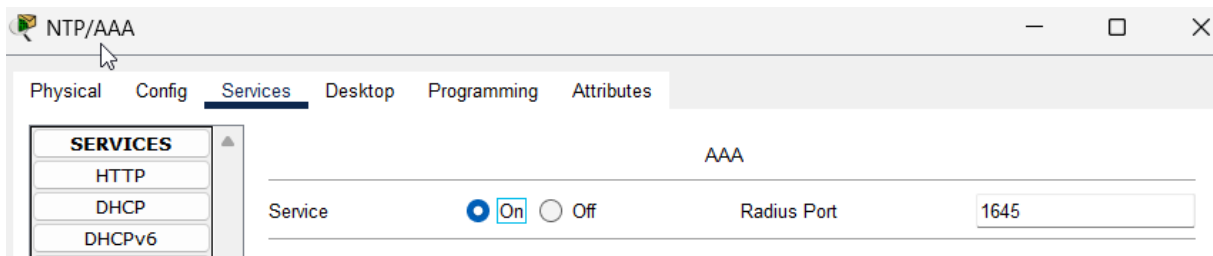 NTP/AAA
Physical Config Services Desktop Programming Attributes
SERVICES
HTTP
DHCP
DHCPv6
AAA
Service On Off Radius Port 1645